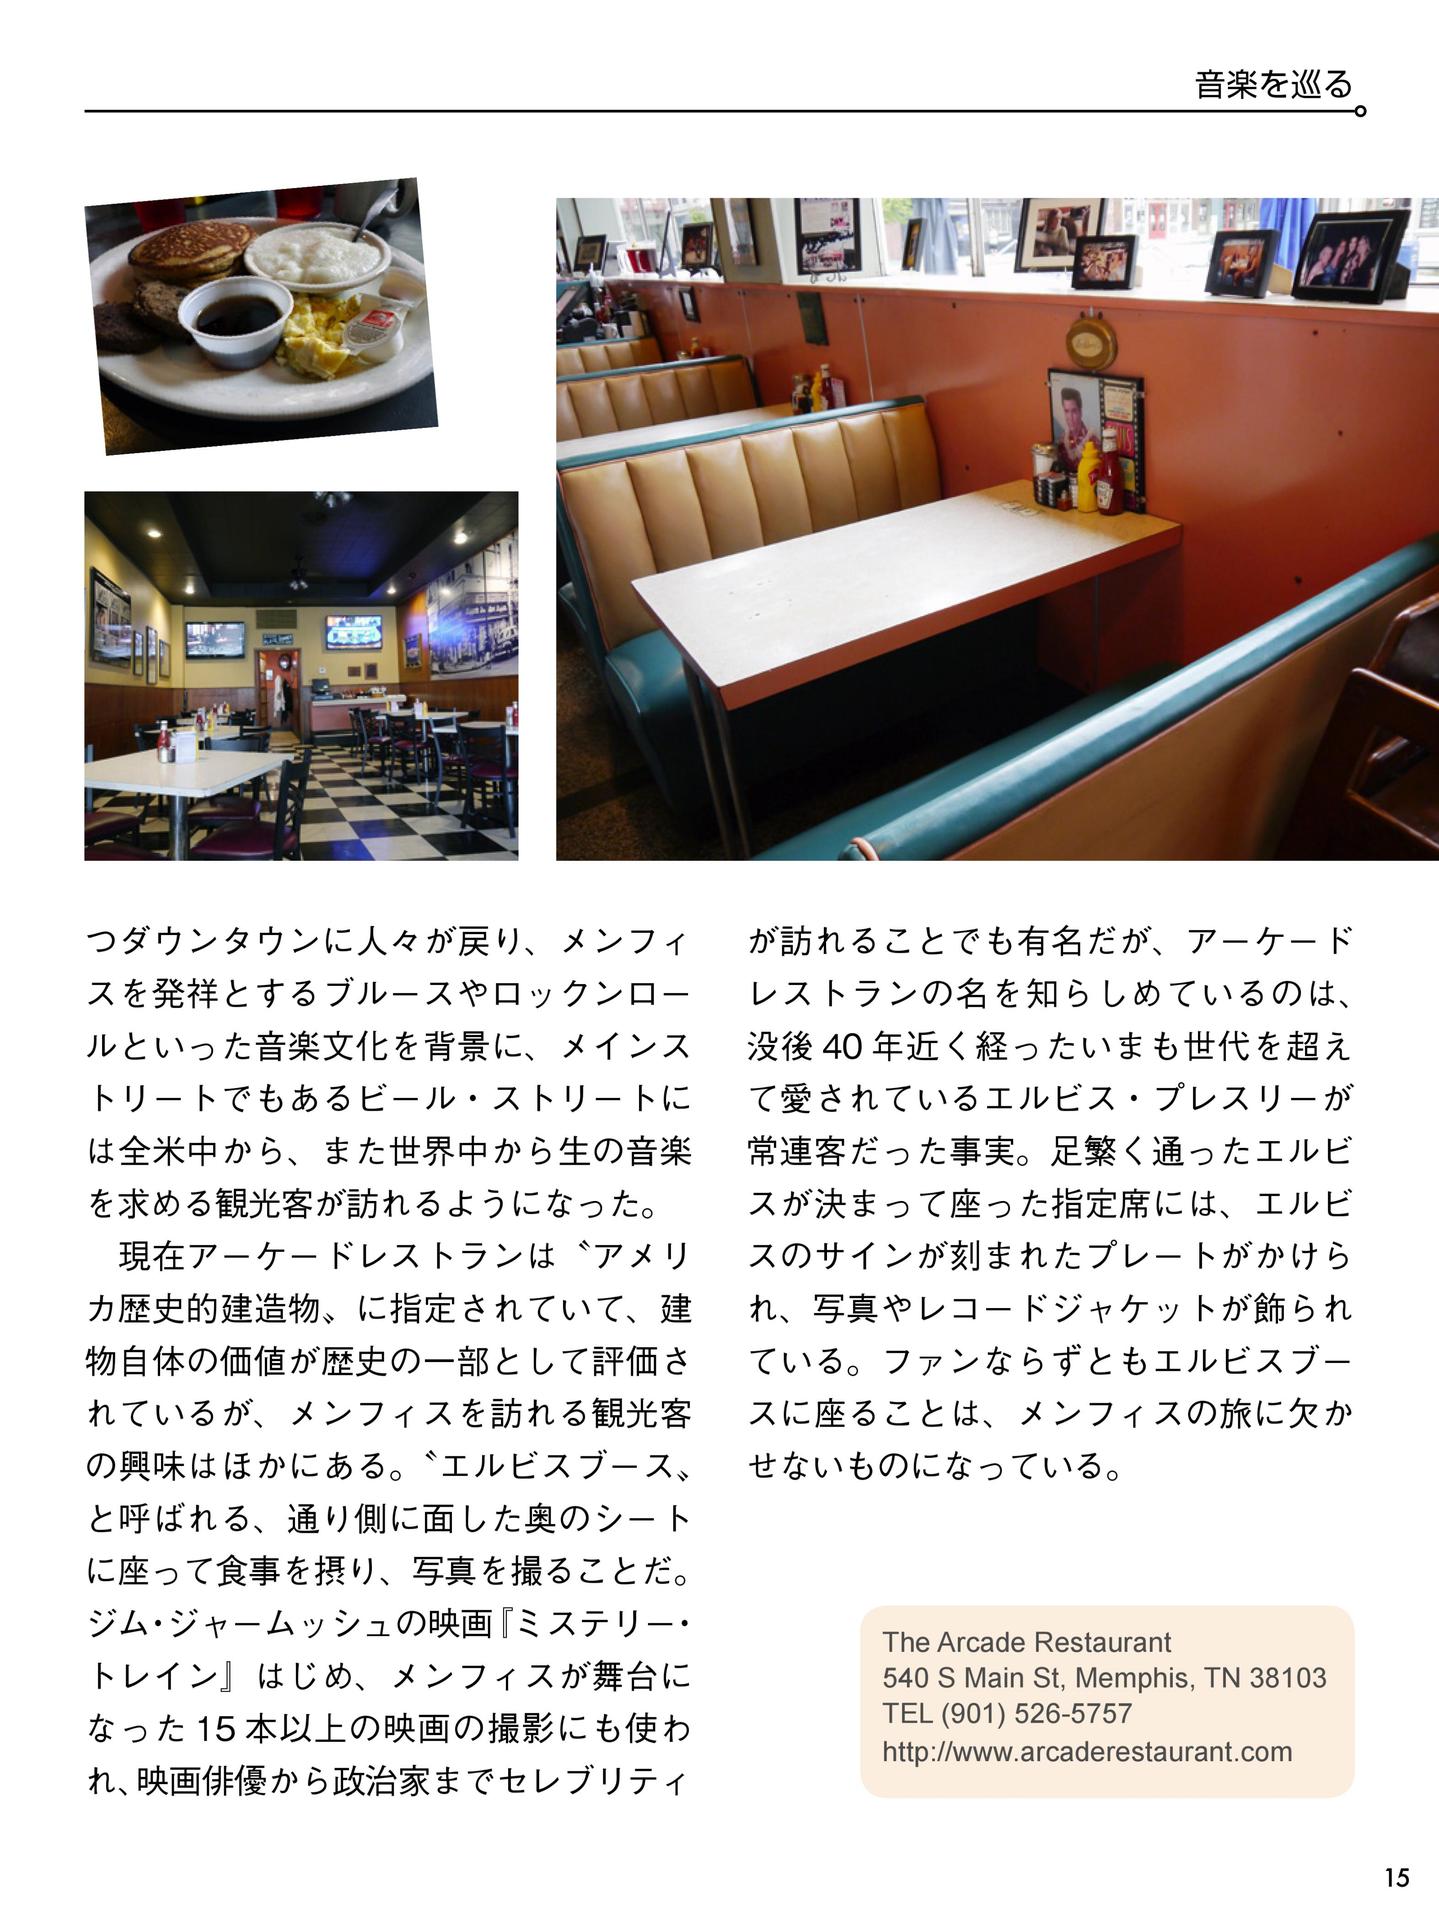 音楽を巡る
つダウンタウンに人々が戻り、メンフィ
スを発祥とするブルースやロックンロー
ルといった音楽文化を背景に、メインス
トリートでもあるビール・ストリートに
は全米中から、また世界中から生の音楽
を求める観光客が訪れるようになった。
　現在アーケードレストランは〝アメリ
カ歴史的建造物〟に指定されていて、建
物自体の価値が歴史の一部として評価さ
れているが、メンフィスを訪れる観光客
の興味はほかにある。〝エルビスブース〟
と呼ばれる、通り側に面した奥のシート
に座って食事を摂り、写真を撮ることだ。
ジム・ジャームッシュの映画『ミステリー・
トレイン』はじめ、メンフィスが舞台に
なった 15 本以上の映画の撮影にも使わ
れ、映画俳優から政治家までセレブリティ
が訪れることでも有名だが、アーケード
レストランの名を知らしめているのは、
没後 40 年近く経ったいまも世代を超え
て愛されているエルビス・プレスリーが
常連客だった事実。足繁く通ったエルビ
スが決まって座った指定席には、エルビ
スのサインが刻まれたプレートがかけら
れ、写真やレコードジャケットが飾られ
ている。ファンならずともエルビスブー
スに座ることは、メンフィスの旅に欠か
せないものになっている。
The Arcade Restaurant
540 S Main St, Memphis, TN 38103
TEL (901) 526-5757
http://www.arcaderestaurant.com
15